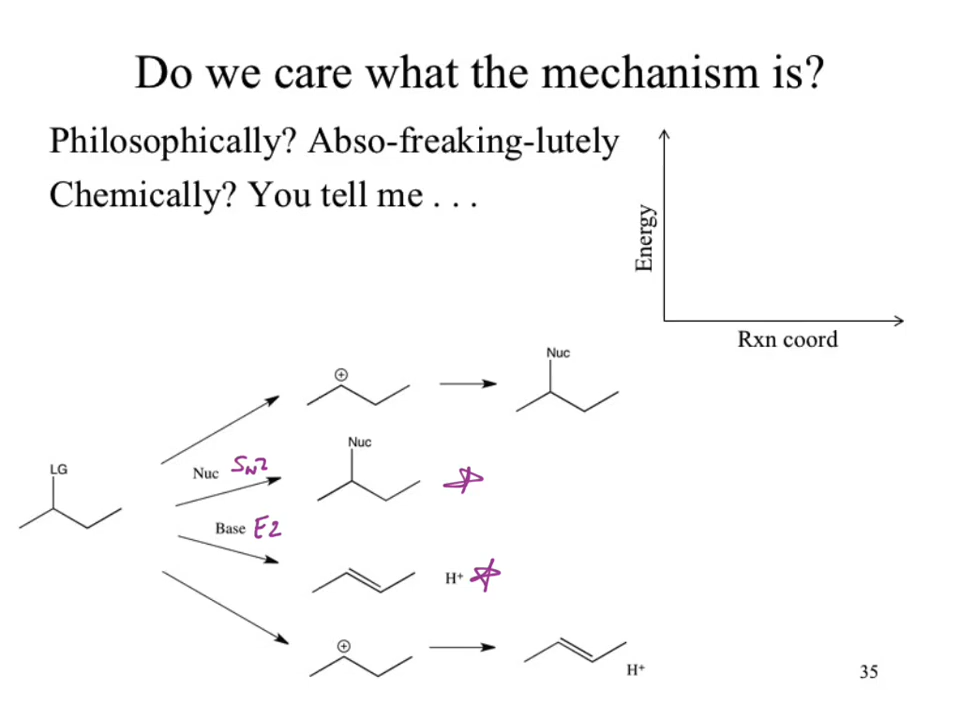 Do we care what the mechanism is?
Philosophically? Abso-freaking-lutely
Chemically? You tell me . . .
Energy
Rxn coord
Nuc
Nuc
LG
Nuc SN2
Base E2
H+
H+
35